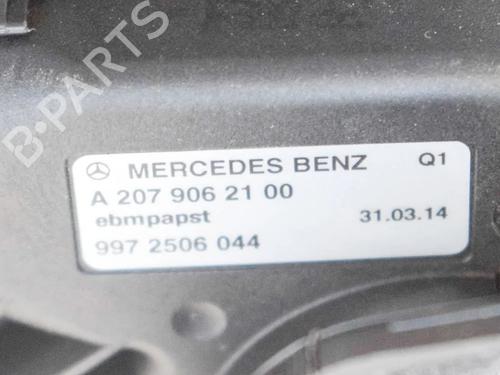 B-PARTS
MERCEDES BENZ Q1
A 207 906 21 00
ebmpapst 31.03.14
997 2506 044